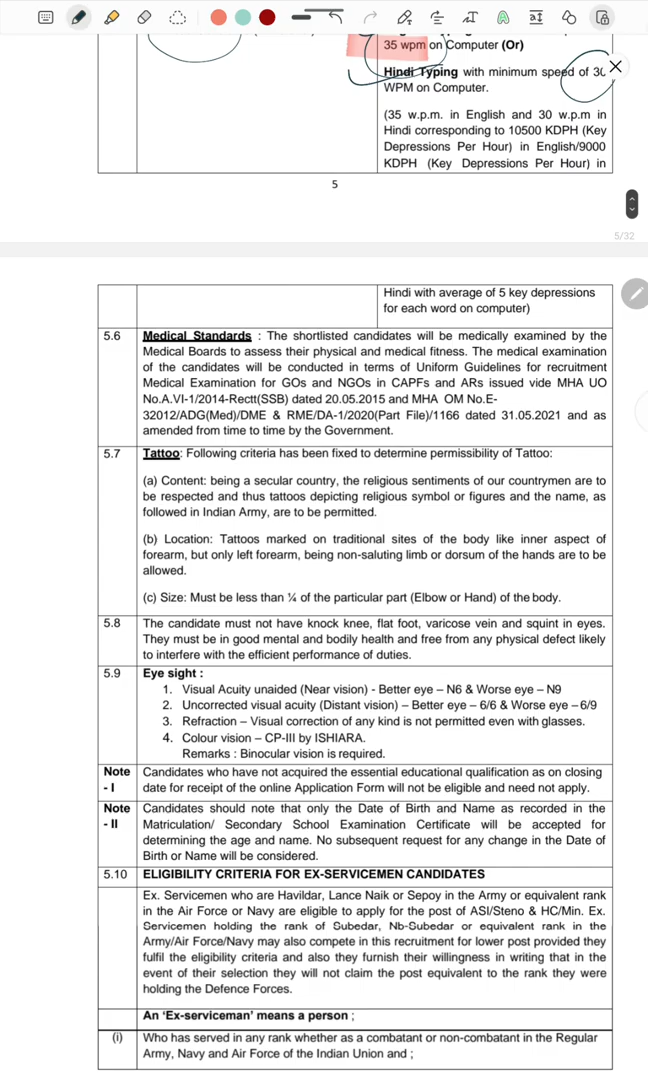 35 wpm on Computer (Or)
Hindi Typing with minimum speed of 30
WPM on Computer.
(35 w.p.m. in English and 30 w.p.m in
Hindi corresponding to 10500 KDPH (Key
Depressions Per Hour) in English/9000
KDPH (Key Depressions Per Hour) in
5
5/32
Hindi with average of 5 key depressions
for each word on computer)
5.6 Medical Standards : The shortlisted candidates will be medically examined by the
Medical Boards to assess their physical and medical fitness. The medical examination
of the candidates will be conducted in terms of Uniform Guidelines for recruitment
Medical Examination for GOs and NGOs in CAPFs and ARs issued vide MHA UO
No.A.VI-1/2014-Rectt(SSB) dated 20.05.2015 and MHA OM No.E-
32012/ADG(Med)/DME & RME/DA-1/2020(Part File)/1166 dated 31.05.2021 and as
amended from time to time by the Government.
5.7 Tattoo: Following criteria has been fixed to determine permissibility of Tattoo:
(a) Content: being a secular country, the religious sentiments of our countrymen are to
be respected and thus tattoos depicting religious symbol or figures and the name, as
followed in Indian Army, are to be permitted.
(b) Location: Tattoos marked on traditional sites of the body like inner aspect of
forearm, but only left forearm, being non-saluting limb or dorsum of the hands are to be
allowed.
(c) Size: Must be less than ¼ of the particular part (Elbow or Hand) of the body.
5.8 The candidate must not have knock knee, flat foot, varicose vein and squint in eyes.
They must be in good mental and bodily health and free from any physical defect likely
to interfere with the efficient performance of duties.
5.9 Eye sight :
1. Visual Acuity unaided (Near vision) - Better eye – N6 & Worse eye – N9
2. Uncorrected visual acuity (Distant vision) – Better eye – 6/6 & Worse eye – 6/9
3. Refraction – Visual correction of any kind is not permitted even with glasses.
4. Colour vision – CP-III by ISHIARA.
Remarks : Binocular vision is required.
Note Candidates who have not acquired the essential educational qualification as on closing
- I date for receipt of the online Application Form will not be eligible and need not apply.
Note Candidates should note that only the Date of Birth and Name as recorded in the
- II Matriculation/ Secondary School Examination Certificate will be accepted for
determining the age and name. No subsequent request for any change in the Date of
Birth or Name will be considered.
5.10 ELIGIBILITY CRITERIA FOR EX-SERVICEMEN CANDIDATES
Ex. Servicemen who are Havildar, Lance Naik or Sepoy in the Army or equivalent rank
in the Air Force or Navy are eligible to apply for the post of ASI/Steno & HC/Min. Ex.
Servicemen holding the rank of Subedar, Nb-Subedar or equivalent rank in the
Army/Air Force/Navy may also compete in this recruitment for lower post provided they
fulfil the eligibility criteria and also they furnish their willingness in writing that in the
event of their selection they will not claim the post equivalent to the rank they were
holding the Defence Forces.
An ‘Ex-serviceman’ means a person ;
(i) Who has served in any rank whether as a combatant or non-combatant in the Regular
Army, Navy and Air Force of the Indian Union and ;